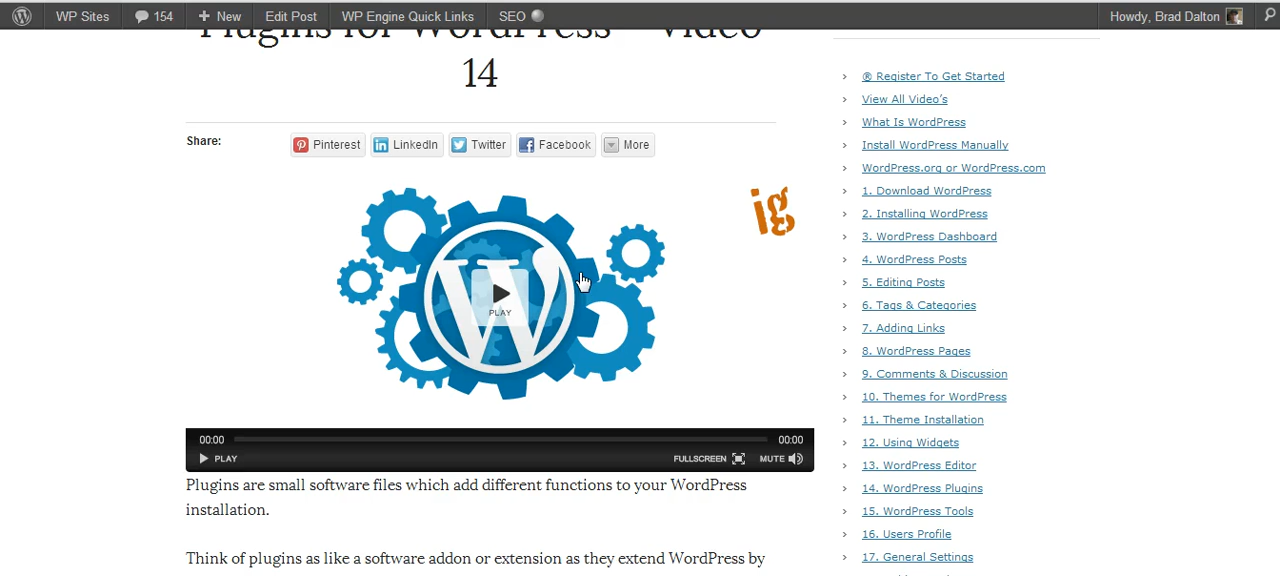 WP Sites 154 + New Edit Post WP Engine Quick Links SEO Howdy, Brad Dalton
Plugins for WordPress – Video
14
Share: Pinterest LinkedIn Twitter Facebook More
ig
W
PLAY
00:00 00:00
PLAY FULLSCREEN MUTE
Plugins are small software files which add different functions to your WordPress
installation.
Think of plugins as like a software addon or extension as they extend WordPress by
® Register To Get Started
View All Video's
What Is WordPress
Install WordPress Manually
WordPress.org or WordPress.com
1. Download WordPress
2. Installing WordPress
3. WordPress Dashboard
4. WordPress Posts
5. Editing Posts
6. Tags & Categories
7. Adding Links
8. WordPress Pages
9. Comments & Discussion
10. Themes for WordPress
11. Theme Installation
12. Using Widgets
13. WordPress Editor
14. WordPress Plugins
15. WordPress Tools
16. Users Profile
17. General Settings